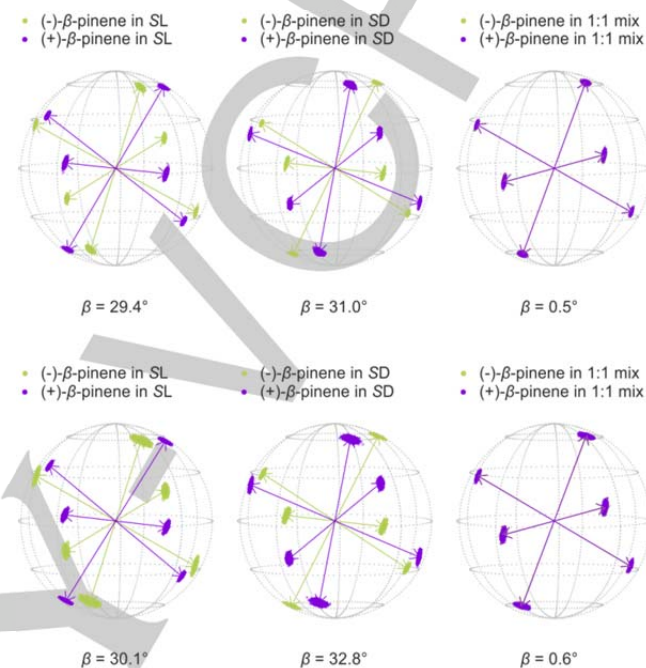 (-)-β-pinene in SL
(+)-β-pinene in SL
(-)-β-pinene in SD
(+)-β-pinene in SD
(-)-β-pinene in 1:1 mix
(+)-β-pinene in 1:1 mix
β = 29.4°
β = 31.0°
β = 0.5°
(-)-β-pinene in SL
(+)-β-pinene in SL
(-)-β-pinene in SD
(+)-β-pinene in SD
(-)-β-pinene in 1:1 mix
(+)-β-pinene in 1:1 mix
β = 30.1°
β = 32.8°
β = 0.6°